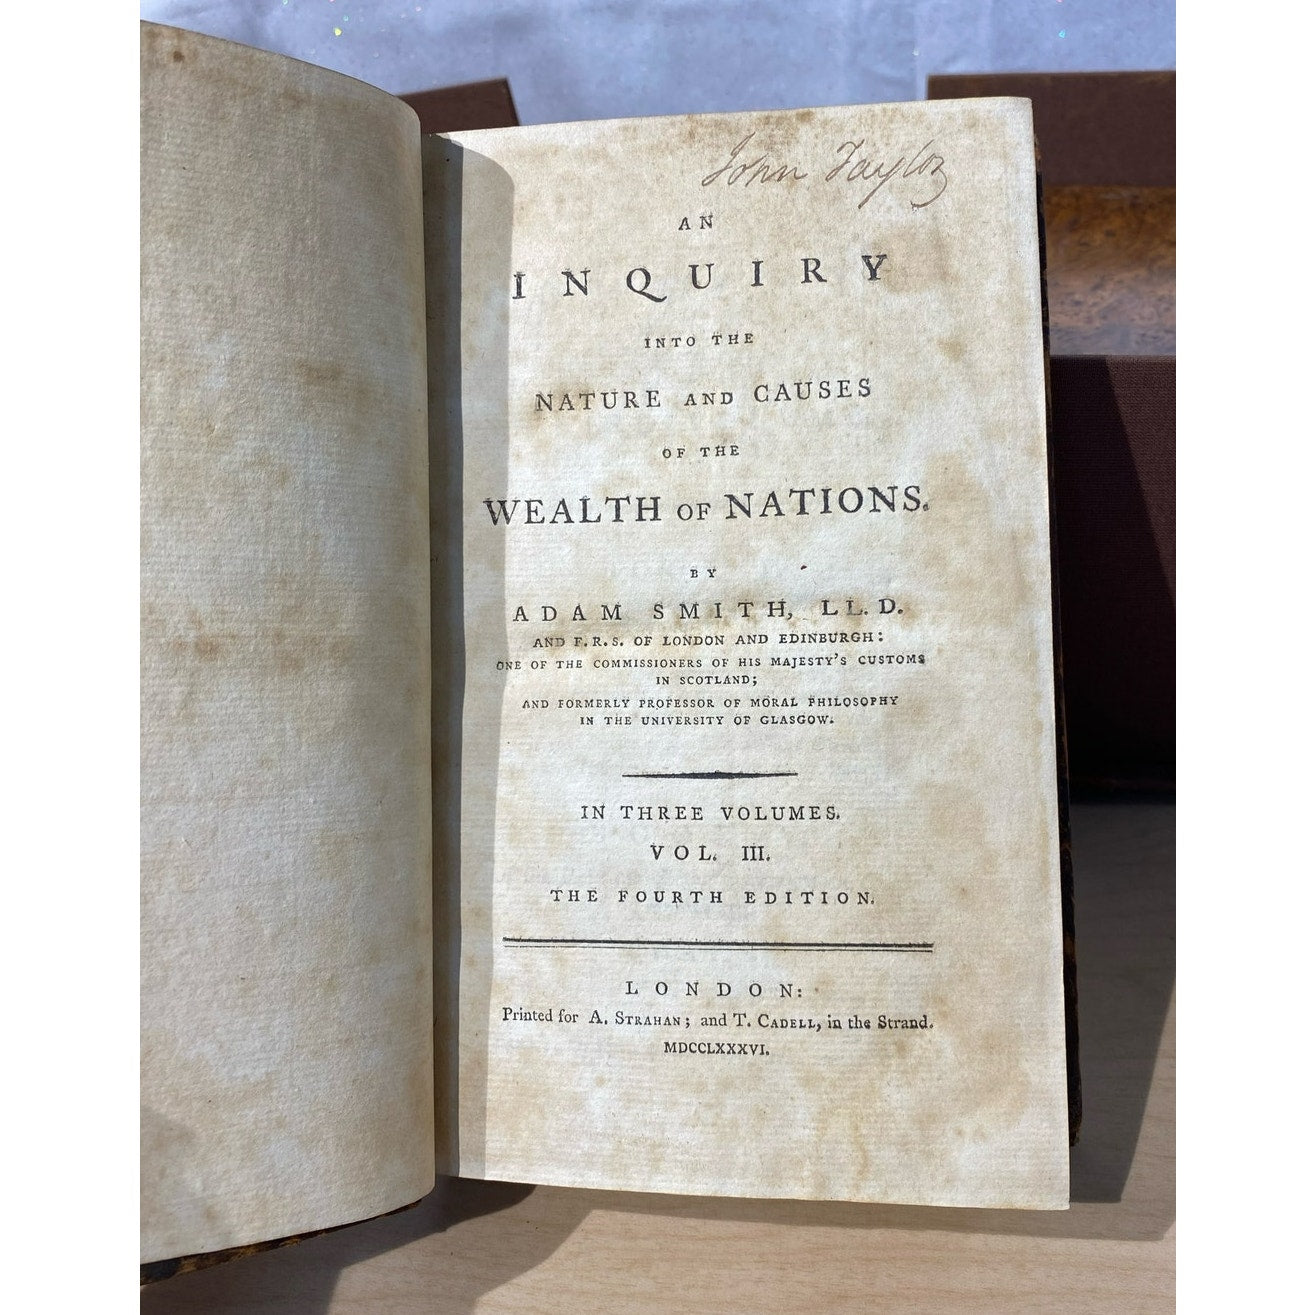 John Taylor
AN
INQUIRY
INTO THE
NATURE AND CAUSES
OF THE
WEALTH OF NATIONS.
BY
ADAM SMITH, LL. D.
AND F. R. S. OF LONDON AND EDINBURGH:
ONE OF THE COMMISSIONERS OF HIS MAJESTY'S CUSTOMS
IN SCOTLAND;
AND FORMERLY PROFESSOR OF MORAL PHILOSOPHY
IN THE UNIVERSITY OF GLASGOW.
IN THREE VOLUMES.
VOL. III.
THE FOURTH EDITION.
LONDON:
Printed for A. STRAHAN; and T. CADELL, in the Strand.
MDCCLXXXVI.